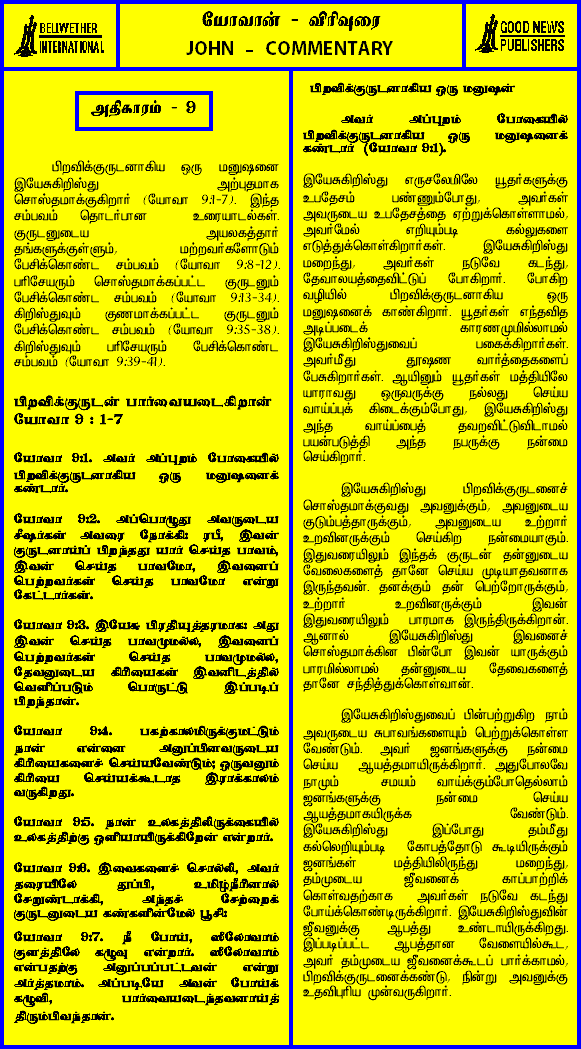 BELWETHER
INTERNATIONAL
யோவான் - விரிவுரை
JOHN - COMMENTARY
GOOD NEWS
PUBLISHERS
அதிகாரம் - 9
பிறவிக்குருடனாகிய ஒரு மனுஷனை
இயேசுகிறிஸ்து அற்புதமாக
சொஸ்தமாக்குகிறார் (யோவா 9:1-7). இந்த
சம்பவம் தொடர்பான உரையாடல்கள்.
குருடனுடைய அயலகத்தார்
தங்களுக்குள்ளும், மற்றவர்களோடும்
பேசிக்கொண்ட சம்பவம் (யோவா 9:8-12).
பரிசேயரும் சொஸ்தமாக்கப்பட்ட குருடனும்
பேசிக்கொண்ட சம்பவம் (யோவா 9:13-34).
கிறிஸ்துவும் குணமாக்கப்பட்ட குருடனும்
பேசிக்கொண்ட சம்பவம் (யோவா 9:35-38).
கிறிஸ்துவும் பரிசேயரும் பேசிக்கொண்ட
சம்பவம் (யோவா 9:39-41).
பிறவிக்குருடன் பார்வையடைகிறான்
யோவா 9 : 1-7
யோவா 9:1. அவர் அப்புறம் போகையில்
பிறவிக்குருடனாகிய ஒரு மனுஷனைக்
கண்டார்.
யோவா 9:2. அப்பொழுது அவருடைய
சீஷர்கள் அவரை நோக்கி: ரபீ, இவன்
குருடனாய்ப் பிறந்தது யார் செய்த பாவம்,
இவன் செய்த பாவமோ, இவனைப்
பெற்றவர்கள் செய்த பாவமோ என்று
கேட்டார்கள்.
யோவா 9:3. இயேசு பிரதியுத்தரமாக: அது
இவன் செய்த பாவமுமல்ல, இவனைப்
பெற்றவர்கள் செய்த பாவமுமல்ல,
தேவனுடைய கிரியைகள் இவனிடத்தில்
வெளிப்படும் பொருட்டு இப்படிப்
பிறந்தான்.
யோவா 9:4. பகற்காலமிருக்குமட்டும்
நான் என்னை அனுப்பினவருடைய
கிரியைகளைச் செய்யவேண்டும்; ஒருவனும்
கிரியை செய்யக்கூடாத இராக்காலம்
வருகிறது.
யோவா 9:5. நான் உலகத்திலிருக்கையில்
உலகத்திற்கு ஒளியாயிருக்கிறேன் என்றார்.
யோவா 9:6. இவைகளைச் சொல்லி, அவர்
தரையிலே துப்பி, உமிழ்நீரினால்
சேறுண்டாக்கி, அந்தச் சேற்றைக்
குருடனுடைய கண்களின்மேல் பூசி:
யோவா 9:7. நீ போய், சீலோவாம்
குளத்திலே கழுவு என்றார். சீலோவாம்
என்பதற்கு அனுப்பப்பட்டவன் என்று
அர்த்தமாம். அப்படியே அவன் போய்க்
கழுவி, பார்வையடைந்தவனாய்த்
திரும்பிவந்தான்.
பிறவிக்குருடனாகிய ஒரு மனுஷன்
அவர் அப்புறம் போகையில்
பிறவிக்குருடனாகிய ஒரு மனுஷனைக்
கண்டார் (யோவா 9:1).
இயேசுகிறிஸ்து எருசலேமிலே யூதர்களுக்கு
உபதேசம் பண்ணும்போது, அவர்கள்
அவருடைய உபதேசத்தை ஏற்றுக்கொள்ளாமல்,
அவர்மேல் எறியும்படி கல்லுகளை
எடுத்துக்கொள்கிறார்கள். இயேசுகிறிஸ்து
மறைந்து, அவர்கள் நடுவே கடந்து,
தேவாலயத்தைவிட்டுப் போகிறார். போகிற
வழியில் பிறவிக்குருடனாகிய ஒரு
மனுஷனைக் காண்கிறார். யூதர்கள் எந்தவித
அடிப்படைக் காரணமுமில்லாமல்
இயேசுகிறிஸ்துவைப் பகைக்கிறார்கள்.
அவர்மீது தூஷண வார்த்தைகளைப்
பேசுகிறார்கள். ஆயினும் யூதர்கள் மத்தியிலே
யாராவது ஒருவருக்கு நல்லது செய்ய
வாய்ப்புக் கிடைக்கும்போது, இயேசுகிறிஸ்து
அந்த வாய்ப்பைத் தவறவிட்டுவிடாமல்
பயன்படுத்தி அந்த நபருக்கு நன்மை
செய்கிறார்.
இயேசுகிறிஸ்து பிறவிக்குருடனைச்
சொஸ்தமாக்குவது அவனுக்கும், அவனுடைய
குடும்பத்தாருக்கும், அவனுடைய உற்றார்
உறவினருக்கும் செய்கிற நன்மையாகும்.
இதுவரையிலும் இந்தக் குருடன் தன்னுடைய
வேலைகளைத் தானே செய்ய முடியாதவனாக
இருந்தவன். தனக்கும் தன் பெற்றோருக்கும்,
உற்றார் உறவினருக்கும் இவன்
இதுவரையிலும் பாரமாக இருந்திருக்கிறான்.
ஆனால் இயேசுகிறிஸ்து இவனைச்
சொஸ்தமாக்கின பின்போ இவன் யாருக்கும்
பாரமில்லாமல் தன்னுடைய தேவைகளைத்
தானே சந்தித்துக்கொள்வான்.
இயேசுகிறிஸ்துவைப் பின்பற்றுகிற நாம்
அவருடைய சுபாவங்களையும் பெற்றுக்கொள்ள
வேண்டும். அவர் ஜனங்களுக்கு நன்மை
செய்ய ஆயத்தமாயிருக்கிறார். அதுபோலவே
நாமும் சமயம் வாய்க்கும்போதெல்லாம்
ஜனங்களுக்கு நன்மை செய்ய
ஆயத்தமாகயிருக்க வேண்டும்.
இயேசுகிறிஸ்து இப்போது தம்மீது
கல்லெறியும்படி கோபத்தோடு கூடியிருக்கும்
ஜனங்கள் மத்தியிலிருந்து மறைந்து,
தம்முடைய ஜீவனைக் காப்பாற்றிக்
கொள்வதற்காக அவர்கள் நடுவே கடந்து
போய்க்கொண்டிருக்கிறார். இயேசுகிறிஸ்துவின்
ஜீவனுக்கு ஆபத்து உண்டாயிருக்கிறது.
இப்படிப்பட்ட ஆபத்தான வேளையில்கூட,
அவர் தம்முடைய ஜீவனைக்கூடப் பார்க்காமல்,
பிறவிக்குருடனைக்கண்டு, நின்று அவனுக்கு
உதவிபுரிய முன்வருகிறார்.